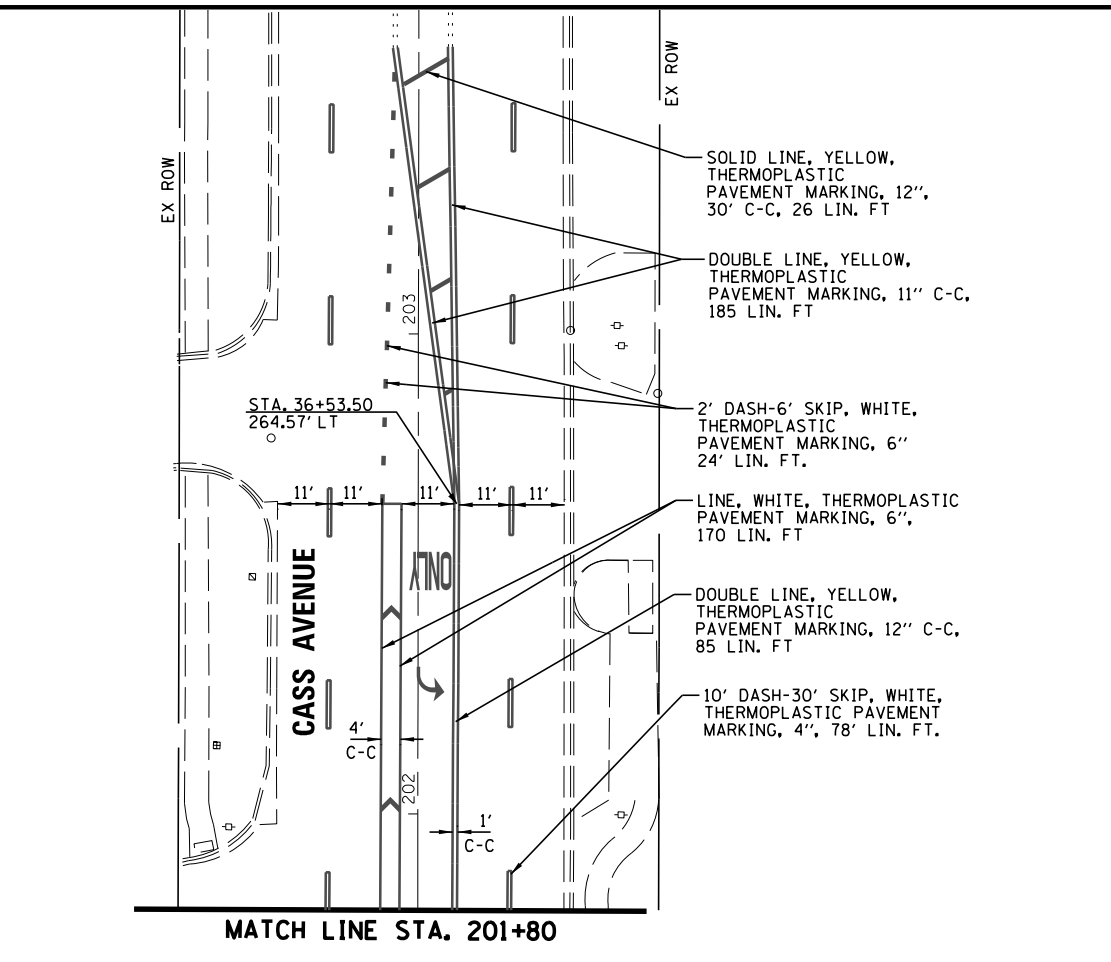 EX ROW
EX ROW
SOLID LINE, YELLOW,
THERMOPLASTIC
PAVEMENT MARKING, 12'',
30' C-C, 26 LIN. FT
DOUBLE LINE, YELLOW,
THERMOPLASTIC
PAVEMENT MARKING, 11'' C-C,
185 LIN. FT
203
STA. 36+53.50
264.57' LT
2' DASH-6' SKIP, WHITE,
THERMOPLASTIC
PAVEMENT MARKING, 6''
24' LIN. FT.
11' 11' 11' 11' 11'
LINE, WHITE, THERMOPLASTIC
PAVEMENT MARKING, 6'',
170 LIN. FT
ONLY
CASS AVENUE
DOUBLE LINE, YELLOW,
THERMOPLASTIC
PAVEMENT MARKING, 12'' C-C,
85 LIN. FT
10' DASH-30' SKIP, WHITE,
THERMOPLASTIC PAVEMENT
MARKING, 4'', 78' LIN. FT.
4'
C-C
202
1'
C-C
MATCH LINE STA. 201+80